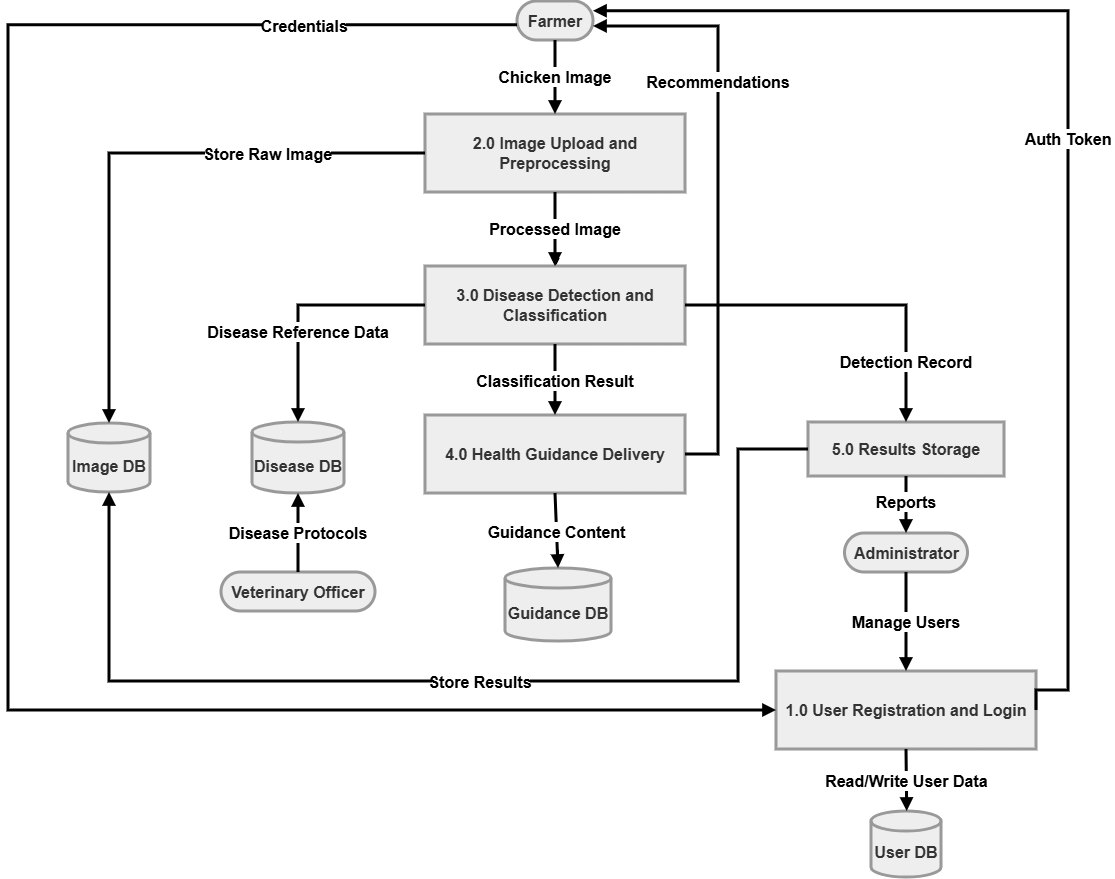 Farmer
Credentials
Chicken Image
Recommendations
Auth Token
2.0 Image Upload and
Preprocessing
Store Raw Image
Processed Image
3.0 Disease Detection and
Classification
Disease Reference Data
Detection Record
Classification Result
4.0 Health Guidance Delivery
5.0 Results Storage
Image DB
Disease DB
Reports
Disease Protocols
Guidance Content
Administrator
Veterinary Officer
Guidance DB
Manage Users
Store Results
1.0 User Registration and Login
Read/Write User Data
User DB